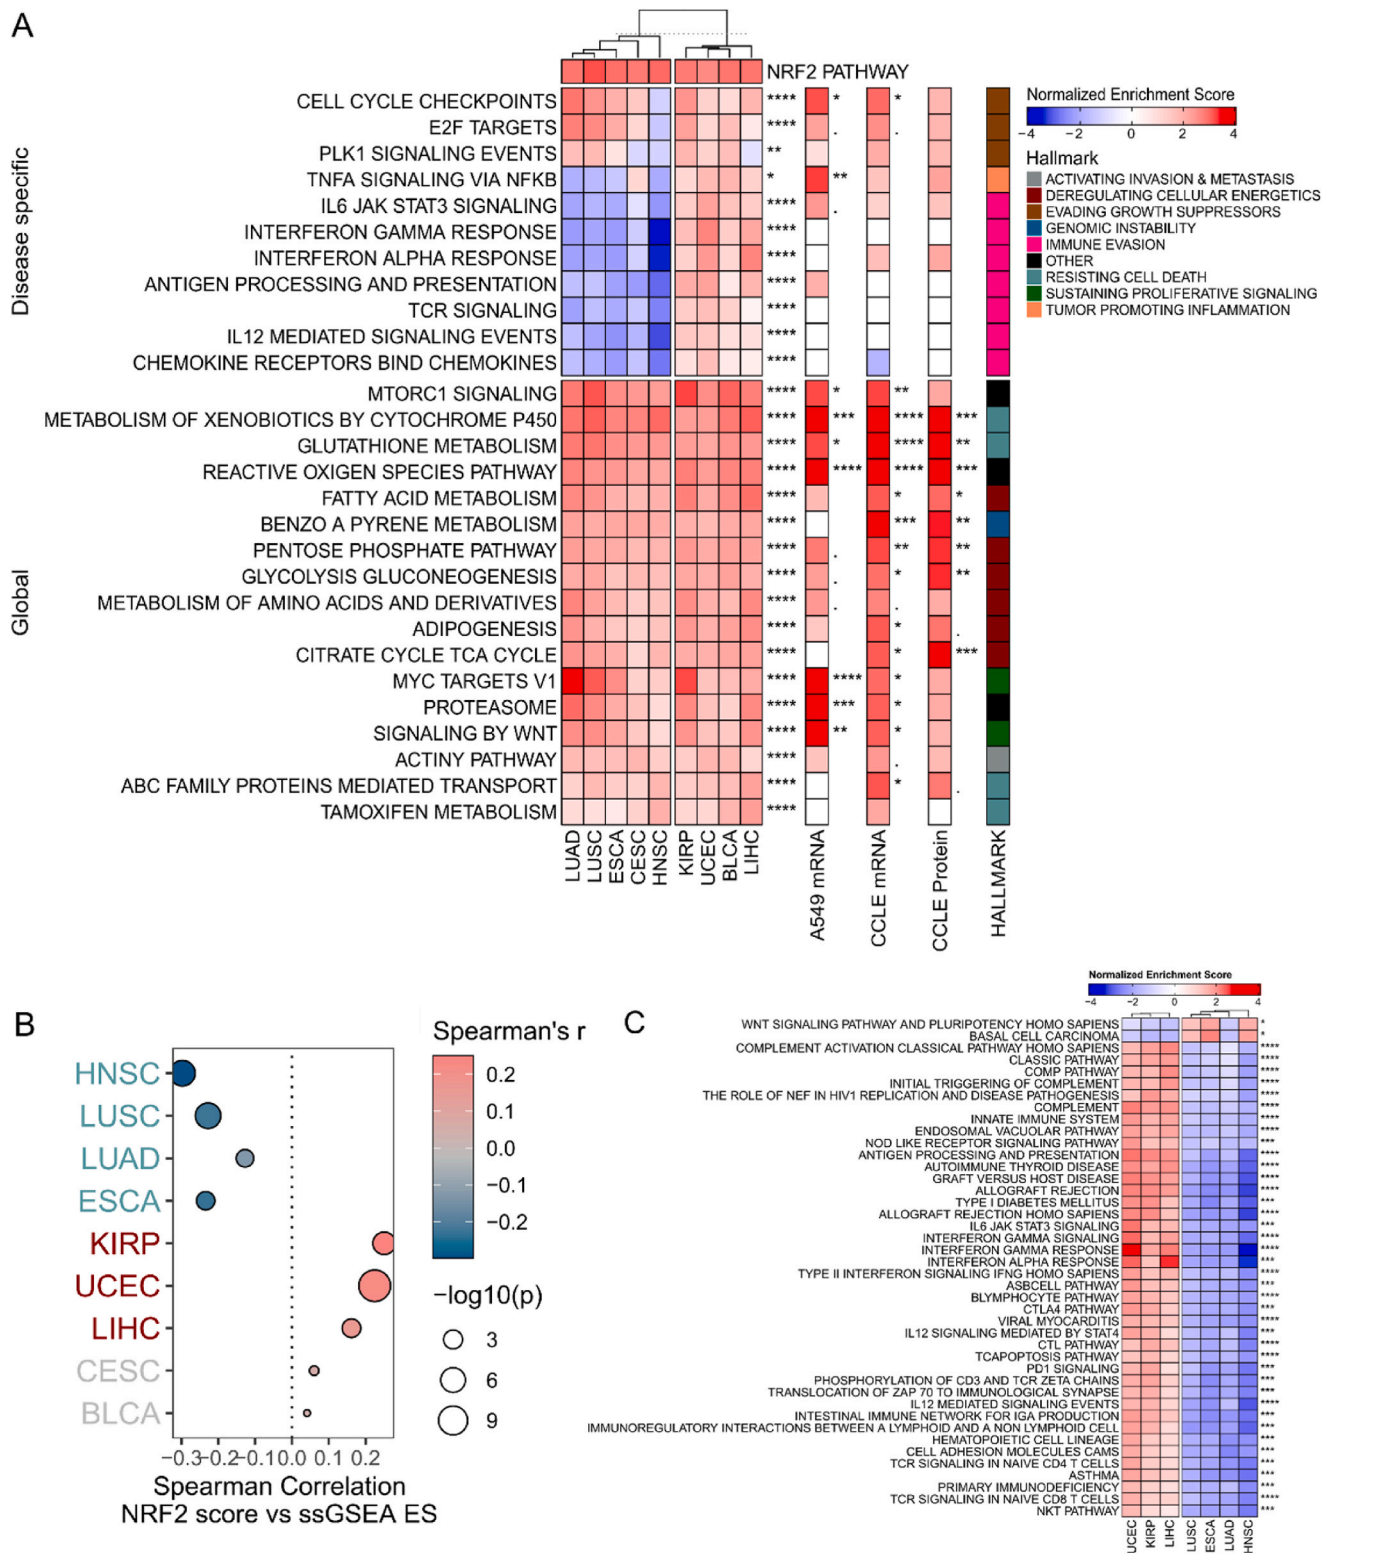 A
NRF2 PATHWAY
Disease specific
CELL CYCLE CHECKPOINTS **** * *
E2F TARGETS **** . .
PLK1 SIGNALING EVENTS **
TNFA SIGNALING VIA NFKB * **
IL6 JAK STAT3 SIGNALING **** .
INTERFERON GAMMA RESPONSE ****
INTERFERON ALPHA RESPONSE ****
ANTIGEN PROCESSING AND PRESENTATION ****
TCR SIGNALING ****
IL12 MEDIATED SIGNALING EVENTS ****
CHEMOKINE RECEPTORS BIND CHEMOKINES ****
Global
MTORC1 SIGNALING **** * **
METABOLISM OF XENOBIOTICS BY CYTOCHROME P450 **** *** **** ***
GLUTATHIONE METABOLISM **** * **** **
REACTIVE OXIGEN SPECIES PATHWAY **** **** **** ***
FATTY ACID METABOLISM **** * *
BENZO A PYRENE METABOLISM **** *** **
PENTOSE PHOSPHATE PATHWAY **** . ** **
GLYCOLYSIS GLUCONEOGENESIS **** . * **
METABOLISM OF AMINO ACIDS AND DERIVATIVES **** . .
ADIPOGENESIS **** * .
CITRATE CYCLE TCA CYCLE **** * ***
MYC TARGETS V1 **** **** *
PROTEASOME **** *** *
SIGNALING BY WNT **** ** *
ACTINY PATHWAY **** .
ABC FAMILY PROTEINS MEDIATED TRANSPORT **** * .
TAMOXIFEN METABOLISM ****
LUAD LUSC ESCA CESC HNSC KIRP UCEC BLCA LIHC A549 mRNA CCLE mRNA CCLE Protein HALLMARK
Normalized Enrichment Score
−4 −2 0 2 4
Hallmark
ACTIVATING INVASION & METASTASIS
DEREGULATING CELLULAR ENERGETICS
EVADING GROWTH SUPPRESSORS
GENOMIC INSTABILITY
IMMUNE EVASION
OTHER
RESISTING CELL DEATH
SUSTAINING PROLIFERATIVE SIGNALING
TUMOR PROMOTING INFLAMMATION
B
HNSC
LUSC
LUAD
ESCA
KIRP
UCEC
LIHC
CESC
BLCA
−0.3 −0.2 −0.1 0.0 0.1 0.2
Spearman Correlation
NRF2 score vs ssGSEA ES
Spearman's r
0.2
0.1
0.0
−0.1
−0.2
−log10(p)
3
6
9
C
Normalized Enrichment Score
−4 −2 0 2 4
WNT SIGNALING PATHWAY AND PLURIPOTENCY HOMO SAPIENS *
BASAL CELL CARCINOMA *
COMPLEMENT ACTIVATION CLASSICAL PATHWAY HOMO SAPIENS ****
CLASSIC PATHWAY ****
COMP PATHWAY ****
INITIAL TRIGGERING OF COMPLEMENT ****
THE ROLE OF NEF IN HIV1 REPLICATION AND DISEASE PATHOGENESIS ****
COMPLEMENT ****
INNATE IMMUNE SYSTEM ****
ENDOSOMAL VACUOLAR PATHWAY ****
NOD LIKE RECEPTOR SIGNALING PATHWAY ***
ANTIGEN PROCESSING AND PRESENTATION ****
AUTOIMMUNE THYROID DISEASE ****
GRAFT VERSUS HOST DISEASE ****
ALLOGRAFT REJECTION ****
TYPE I DIABETES MELLITUS ***
ALLOGRAFT REJECTION HOMO SAPIENS ****
IL6 JAK STAT3 SIGNALING ***
INTERFERON GAMMA SIGNALING ****
INTERFERON GAMMA RESPONSE ****
INTERFERON ALPHA RESPONSE ***
TYPE II INTERFERON SIGNALING IFNG HOMO SAPIENS ****
ASBCELL PATHWAY ***
BLYMPHOCYTE PATHWAY ****
CTLA4 PATHWAY ***
VIRAL MYOCARDITIS ****
IL12 SIGNALING MEDIATED BY STAT4 ***
CTL PATHWAY ****
TCAPOPTOSIS PATHWAY ****
PD1 SIGNALING ***
PHOSPHORYLATION OF CD3 AND TCR ZETA CHAINS ***
TRANSLOCATION OF ZAP 70 TO IMMUNOLOGICAL SYNAPSE ***
IL12 MEDIATED SIGNALING EVENTS ****
INTESTINAL IMMUNE NETWORK FOR IGA PRODUCTION ***
IMMUNOREGULATORY INTERACTIONS BETWEEN A LYMPHOID AND A NON LYMPHOID CELL ***
HEMATOPOIETIC CELL LINEAGE ***
CELL ADHESION MOLECULES CAMS ***
TCR SIGNALING IN NAIVE CD4 T CELLS ***
ASTHMA ***
PRIMARY IMMUNODEFICIENCY ***
TCR SIGNALING IN NAIVE CD8 T CELLS ****
NKT PATHWAY ***
UCEC KIRP LIHC LUSC ESCA LUAD HNSC